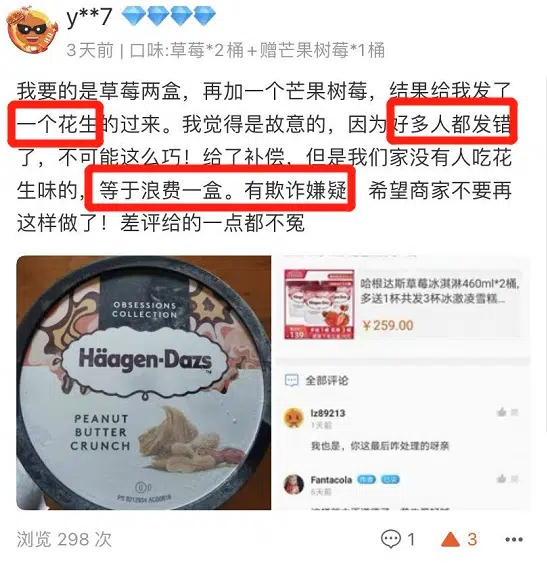 y**7
3天前 | 口味:草莓*2桶+赠芒果树莓*1桶
我要的是草莓两盒，再加一个芒果树莓，结果给我发了
一个花生的过来。我觉得是故意的，因为好多人都发错
了，不可能这么巧！给了补偿，但是我们家没有人吃花
生味的，等于浪费一盒。有欺诈嫌疑 希望商家不要再
这样做了！差评给的一点都不冤
OBSESSIONS
COLLECTION
Häagen-Dazs
PEANUT
BUTTER
CRUNCH
哈根达斯草莓冰淇淋460ml*2桶,
多送1杯共发3杯冰激凌雪糕...
139
¥259.00
全部评论
lz89213
1天前
我也是，你这最后咋处理的呀亲
Fantacola
6天前
浏览 298 次
1
3